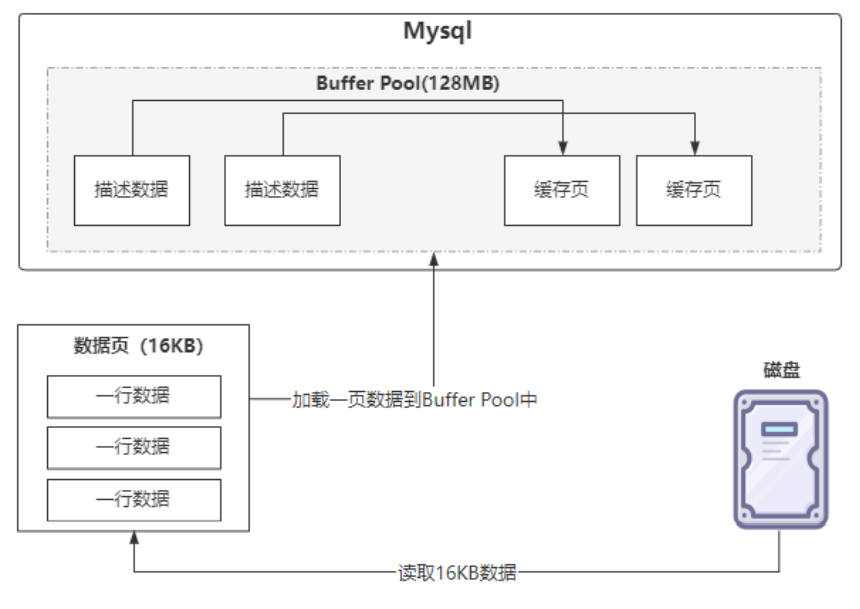 Mysql
Buffer Pool(128MB)
描述数据
描述数据
缓存页
缓存页
数据页（16KB）
一行数据
一行数据
一行数据
加载一页数据到Buffer Pool中
磁盘
读取16KB数据